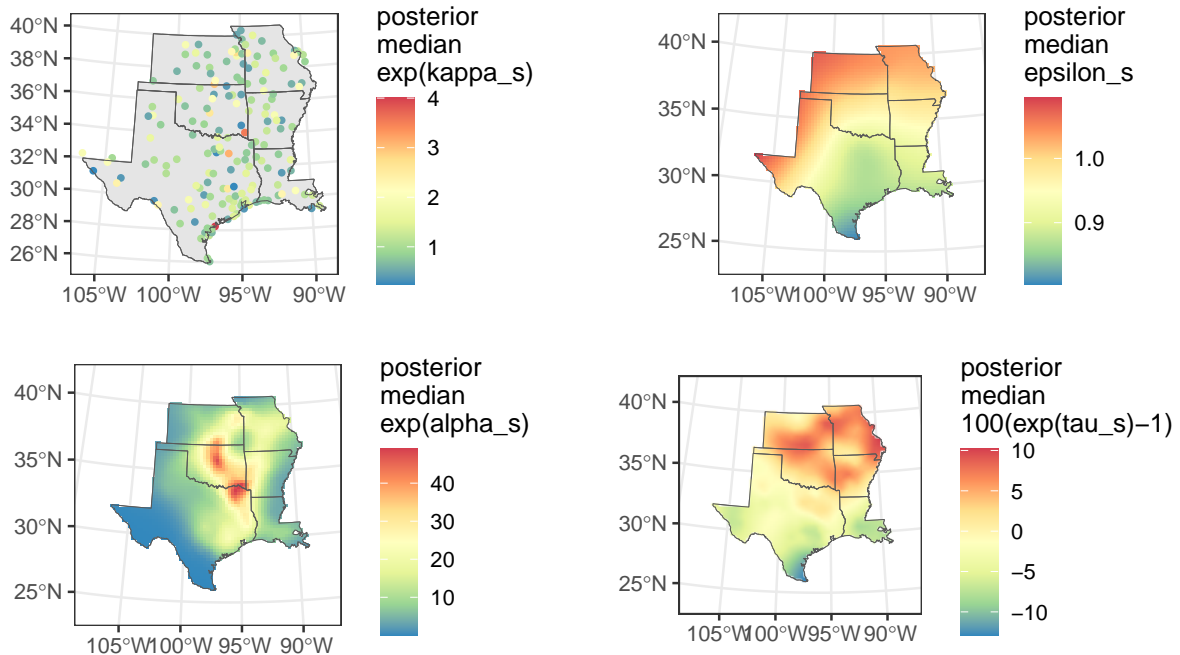 posterior
median
exp(kappa_s)
40°N
38°N
36°N
34°N
32°N
30°N
28°N
26°N
105°W 100°W 95°W 90°W
4
3
2
1
posterior
median
epsilon_s
40°N
35°N
30°N
25°N
105°W100°W 95°W 90°W
1.0
0.9
posterior
median
exp(alpha_s)
40°N
35°N
30°N
25°N
105°W100°W 95°W 90°W
40
30
20
10
posterior
median
100(exp(tau_s)−1)
40°N
35°N
30°N
25°N
105°W100°W 95°W 90°W
10
5
0
−5
−10